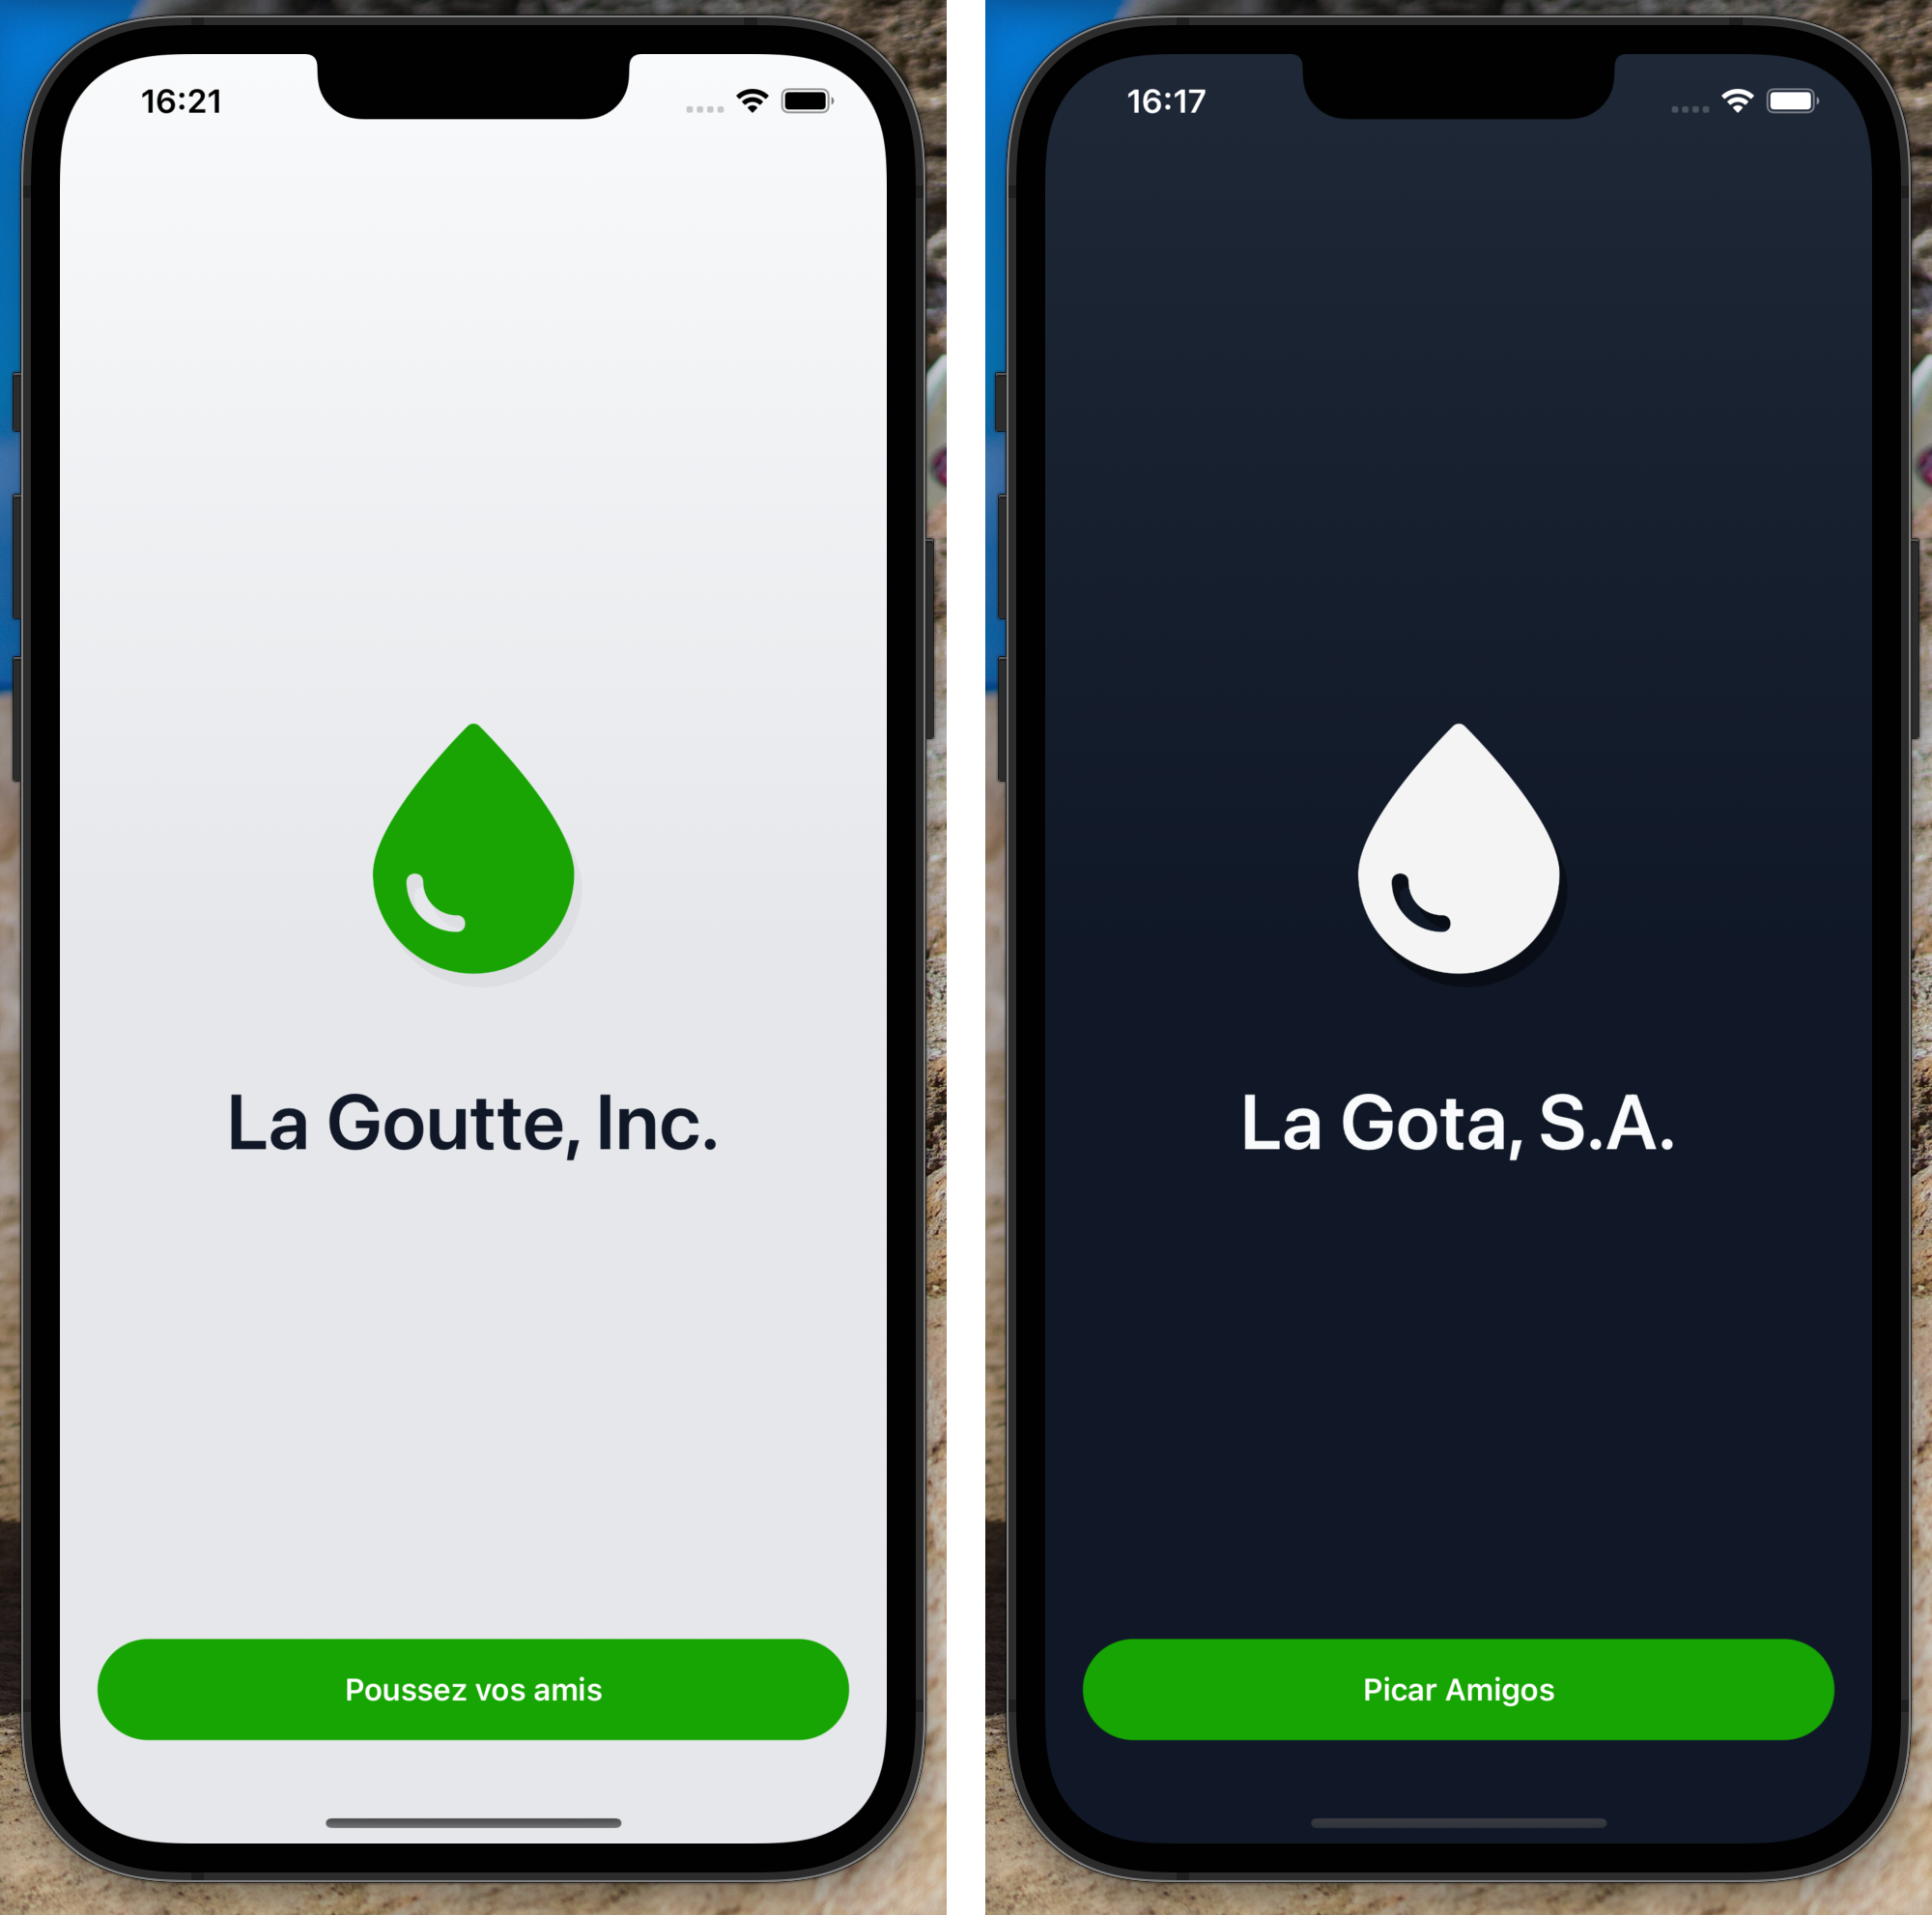 16:21
La Goutte, Inc.
Poussez vos amis
16:17
La Gota, S.A.
Picar Amigos